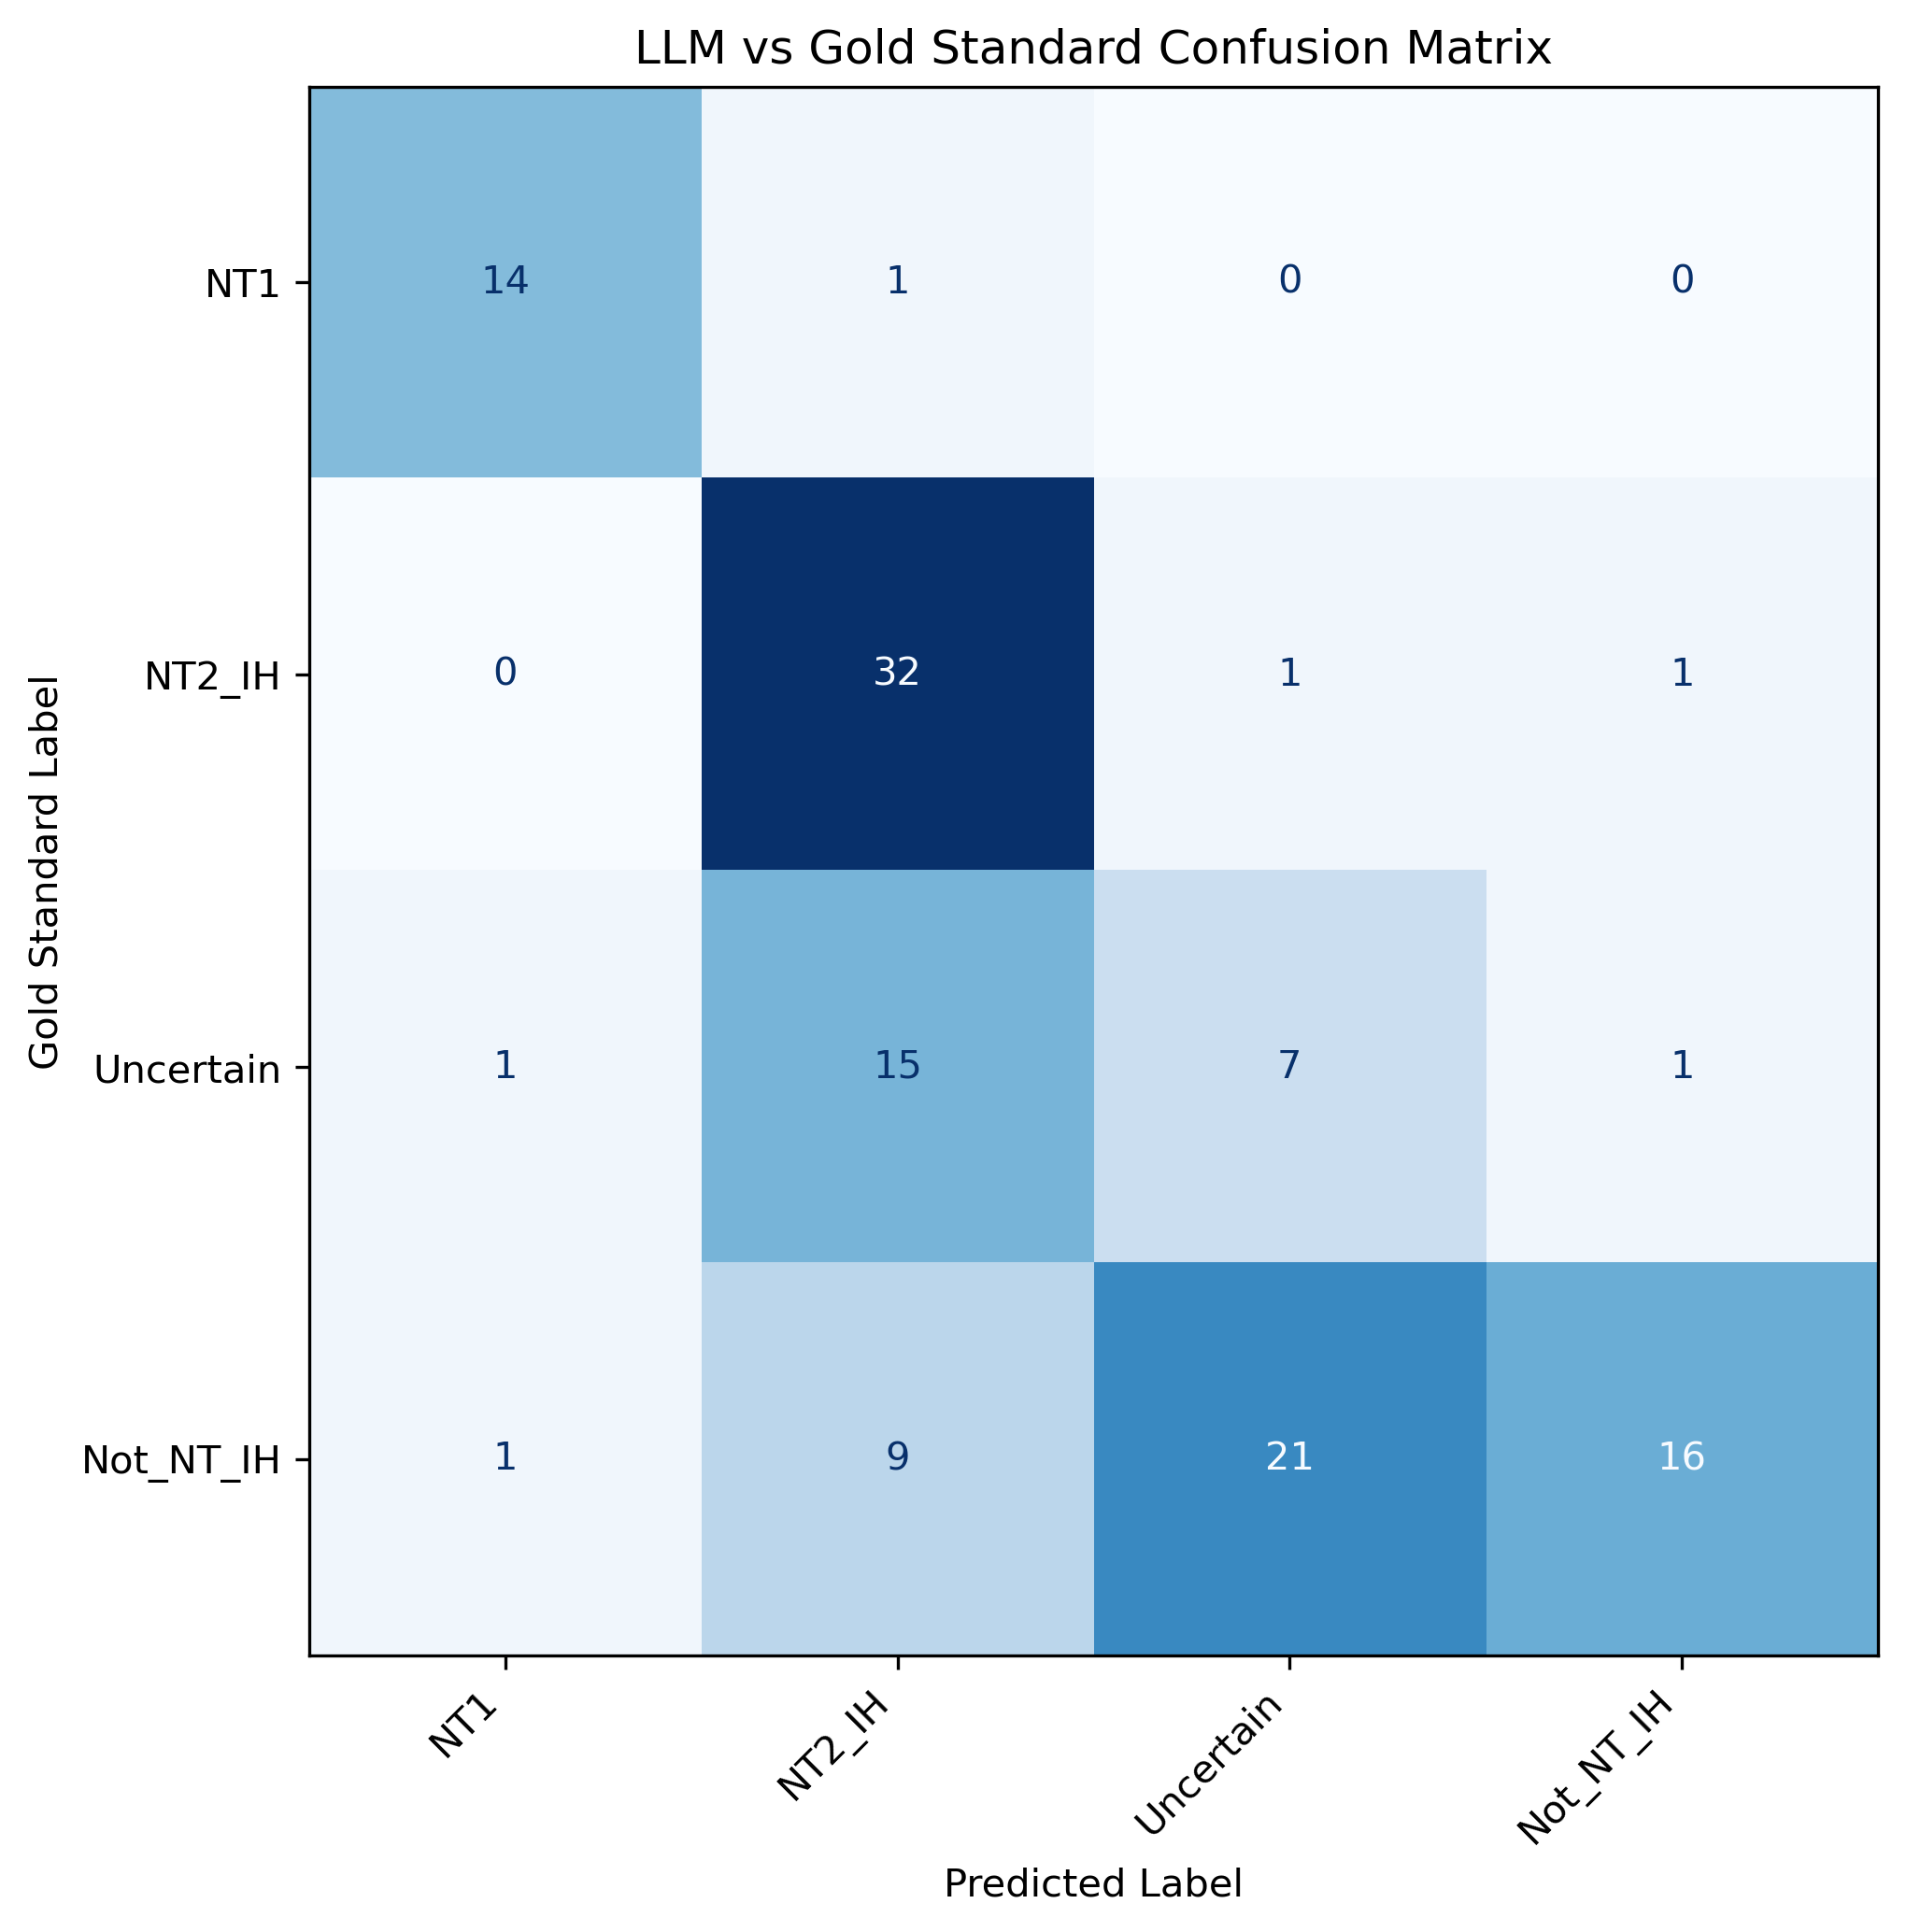 LLM vs Gold Standard Confusion Matrix
Gold Standard Label
NT1
14 1 0 0
NT2_IH
0 32 1 1
Uncertain
1 15 7 1
Not_NT_IH
1 9 21 16
NT1
NT2_IH
Uncertain
Not_NT_IH
Predicted Label